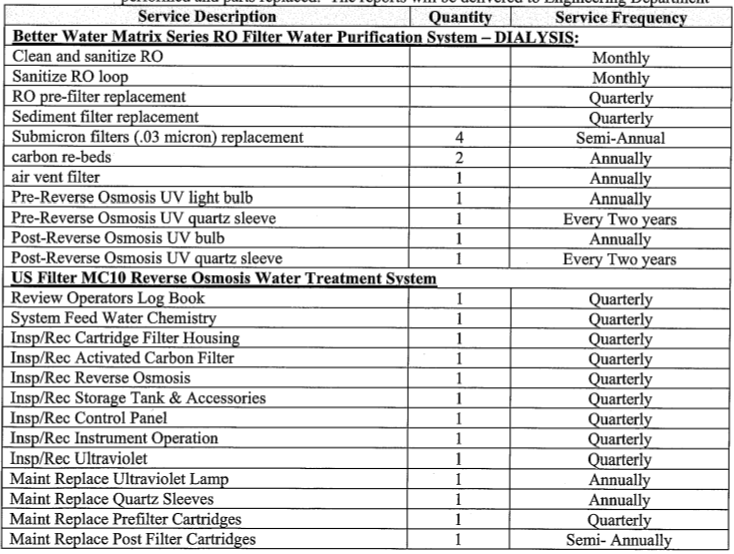 performed and parts replaced. The reports will be delivered to Engineering Department
Service Description Quantity Service Frequency
Better Water Matrix Series RO Filter Water Purification System – DIALYSIS:
Clean and sanitize RO Monthly
Sanitize RO loop Monthly
RO pre-filter replacement Quarterly
Sediment filter replacement Quarterly
Submicron filters (.03 micron) replacement 4 Semi-Annual
carbon re-beds 2 Annually
air vent filter 1 Annually
Pre-Reverse Osmosis UV light bulb 1 Annually
Pre-Reverse Osmosis UV quartz sleeve 1 Every Two years
Post-Reverse Osmosis UV bulb 1 Annually
Post-Reverse Osmosis UV quartz sleeve 1 Every Two years
US Filter MC10 Reverse Osmosis Water Treatment System
Review Operators Log Book 1 Quarterly
System Feed Water Chemistry 1 Quarterly
Insp/Rec Cartridge Filter Housing 1 Quarterly
Insp/Rec Activated Carbon Filter 1 Quarterly
Insp/Rec Reverse Osmosis 1 Quarterly
Insp/Rec Storage Tank & Accessories 1 Quarterly
Insp/Rec Control Panel 1 Quarterly
Insp/Rec Instrument Operation 1 Quarterly
Insp/Rec Ultraviolet 1 Quarterly
Maint Replace Ultraviolet Lamp 1 Annually
Maint Replace Quartz Sleeves 1 Annually
Maint Replace Prefilter Cartridges 1 Quarterly
Maint Replace Post Filter Cartridges 1 Semi- Annually